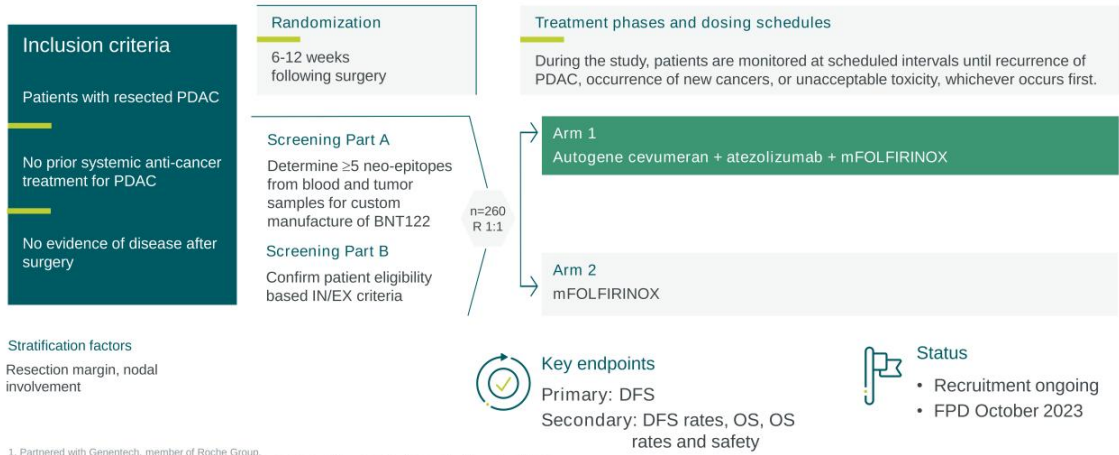 Inclusion criteria
Patients with resected PDAC
No prior systemic anti-cancer
treatment for PDAC
No evidence of disease after
surgery
Randomization
6-12 weeks
following surgery
Screening Part A
Determine ≥5 neo-epitopes
from blood and tumor
samples for custom
manufacture of BNT122
Screening Part B
Confirm patient eligibility
based IN/EX criteria
n=260
R 1:1
Treatment phases and dosing schedules
During the study, patients are monitored at scheduled intervals until recurrence of
PDAC, occurrence of new cancers, or unacceptable toxicity, whichever occurs first.
Arm 1
Autogene cevumeran + atezolizumab + mFOLFIRINOX
Arm 2
mFOLFIRINOX
Stratification factors
Resection margin, nodal
involvement
Key endpoints
Primary: DFS
Secondary: DFS rates, OS, OS
rates and safety
Status
• Recruitment ongoing
• FPD October 2023
1. Partnered with Genentech, member of Roche Group.